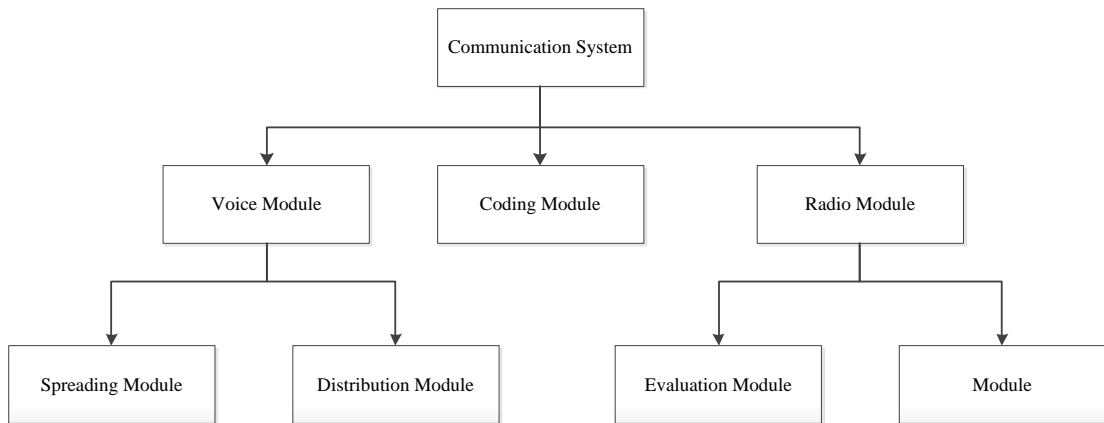 Communication System
Voice Module
Coding Module
Radio Module
Spreading Module
Distribution Module
Evaluation Module
Module